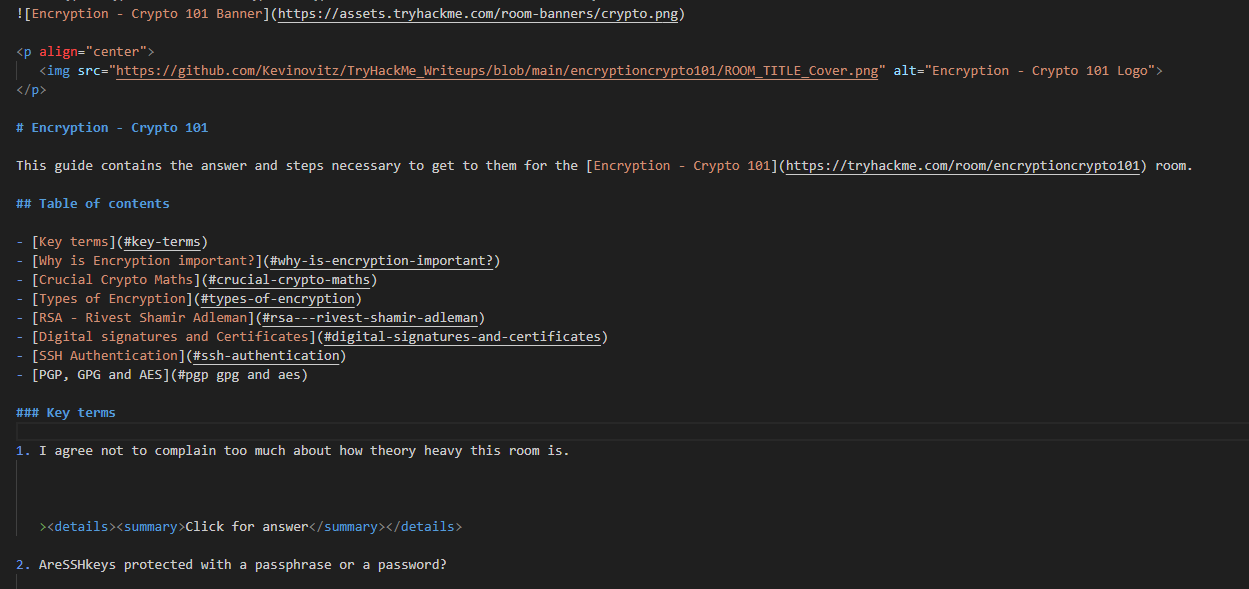 ![Encryption - Crypto 101 Banner](https://assets.tryhackme.com/room-banners/crypto.png)
<p align="center">
<img src="https://github.com/Kevinovitz/TryHackMe_Writeups/blob/main/encryptioncrypto101/ROOM_TITLE_Cover.png" alt="Encryption - Crypto 101 Logo">
</p>
# Encryption - Crypto 101
This guide contains the answer and steps necessary to get to them for the [Encryption - Crypto 101](https://tryhackme.com/room/encryptioncrypto101) room.
## Table of contents
- [Key terms](#key-terms)
- [Why is Encryption important?](#why-is-encryption-important?)
- [Crucial Crypto Maths](#crucial-crypto-maths)
- [Types of Encryption](#types-of-encryption)
- [RSA - Rivest Shamir Adleman](#rsa---rivest-shamir-adleman)
- [Digital signatures and Certificates](#digital-signatures-and-certificates)
- [SSH Authentication](#ssh-authentication)
- [PGP, GPG and AES](#pgp gpg and aes)
### Key terms
1. I agree not to complain too much about how theory heavy this room is.
><details><summary>Click for answer</summary></details>
2. AreSSHkeys protected with a passphrase or a password?